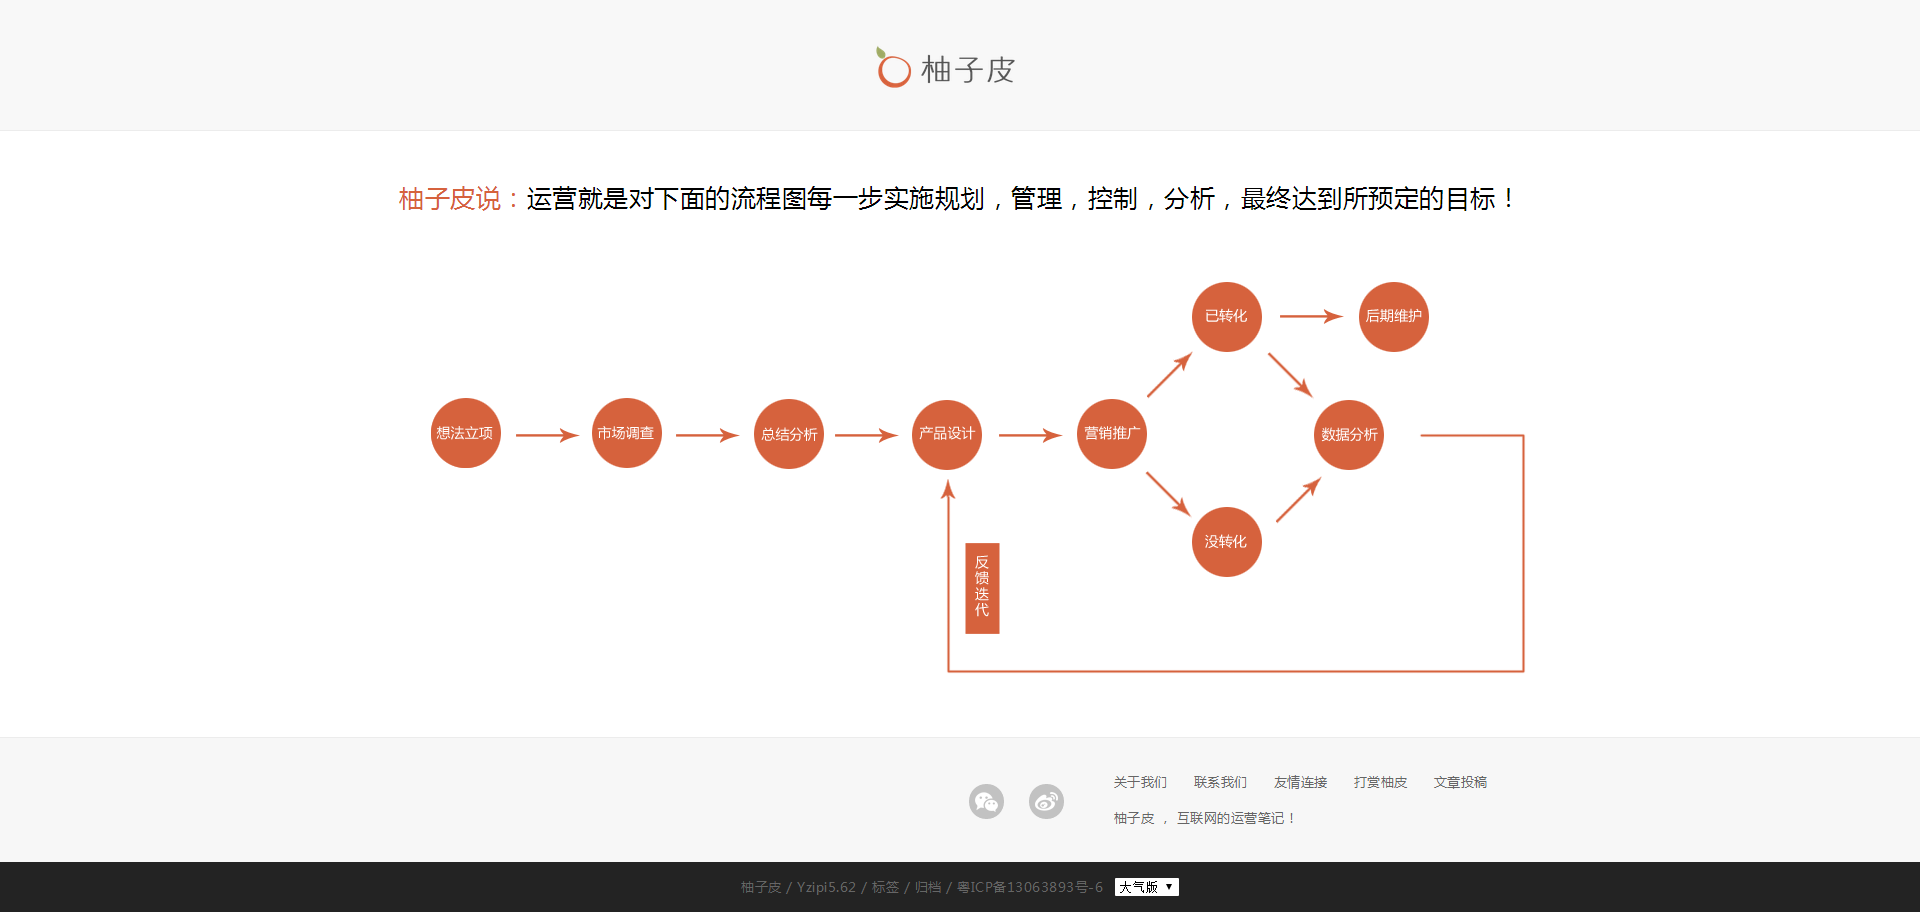 柚子皮
柚子皮说：运营就是对下面的流程图每一步实施规划，管理，控制，分析，最终达到所预定的目标！
已转化
后期维护
想法立项
市场调查
总结分析
产品设计
营销推广
数据分析
没转化
反
馈
迭
代
关于我们 联系我们 友情连接 打赏柚皮 文章投稿
柚子皮 ， 互联网的运营笔记！
柚子皮 / Yzipi5.62 / 标签 / 归档 / 粤ICP备13063893号-6 大气版